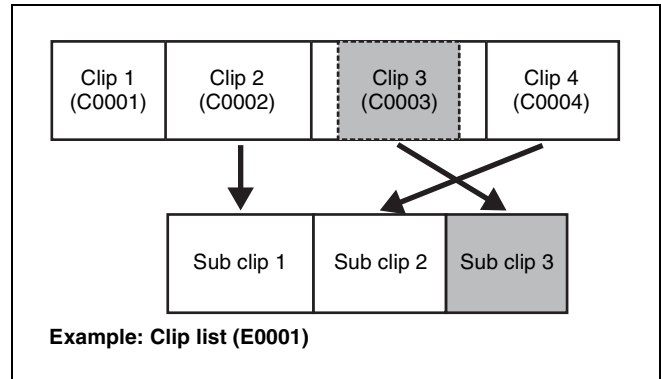 Clip 1
(C0001)
Clip 2
(C0002)
Clip 3
(C0003)
Clip 4
(C0004)
Sub clip 1
Sub clip 2
Sub clip 3
Example: Clip list (E0001)